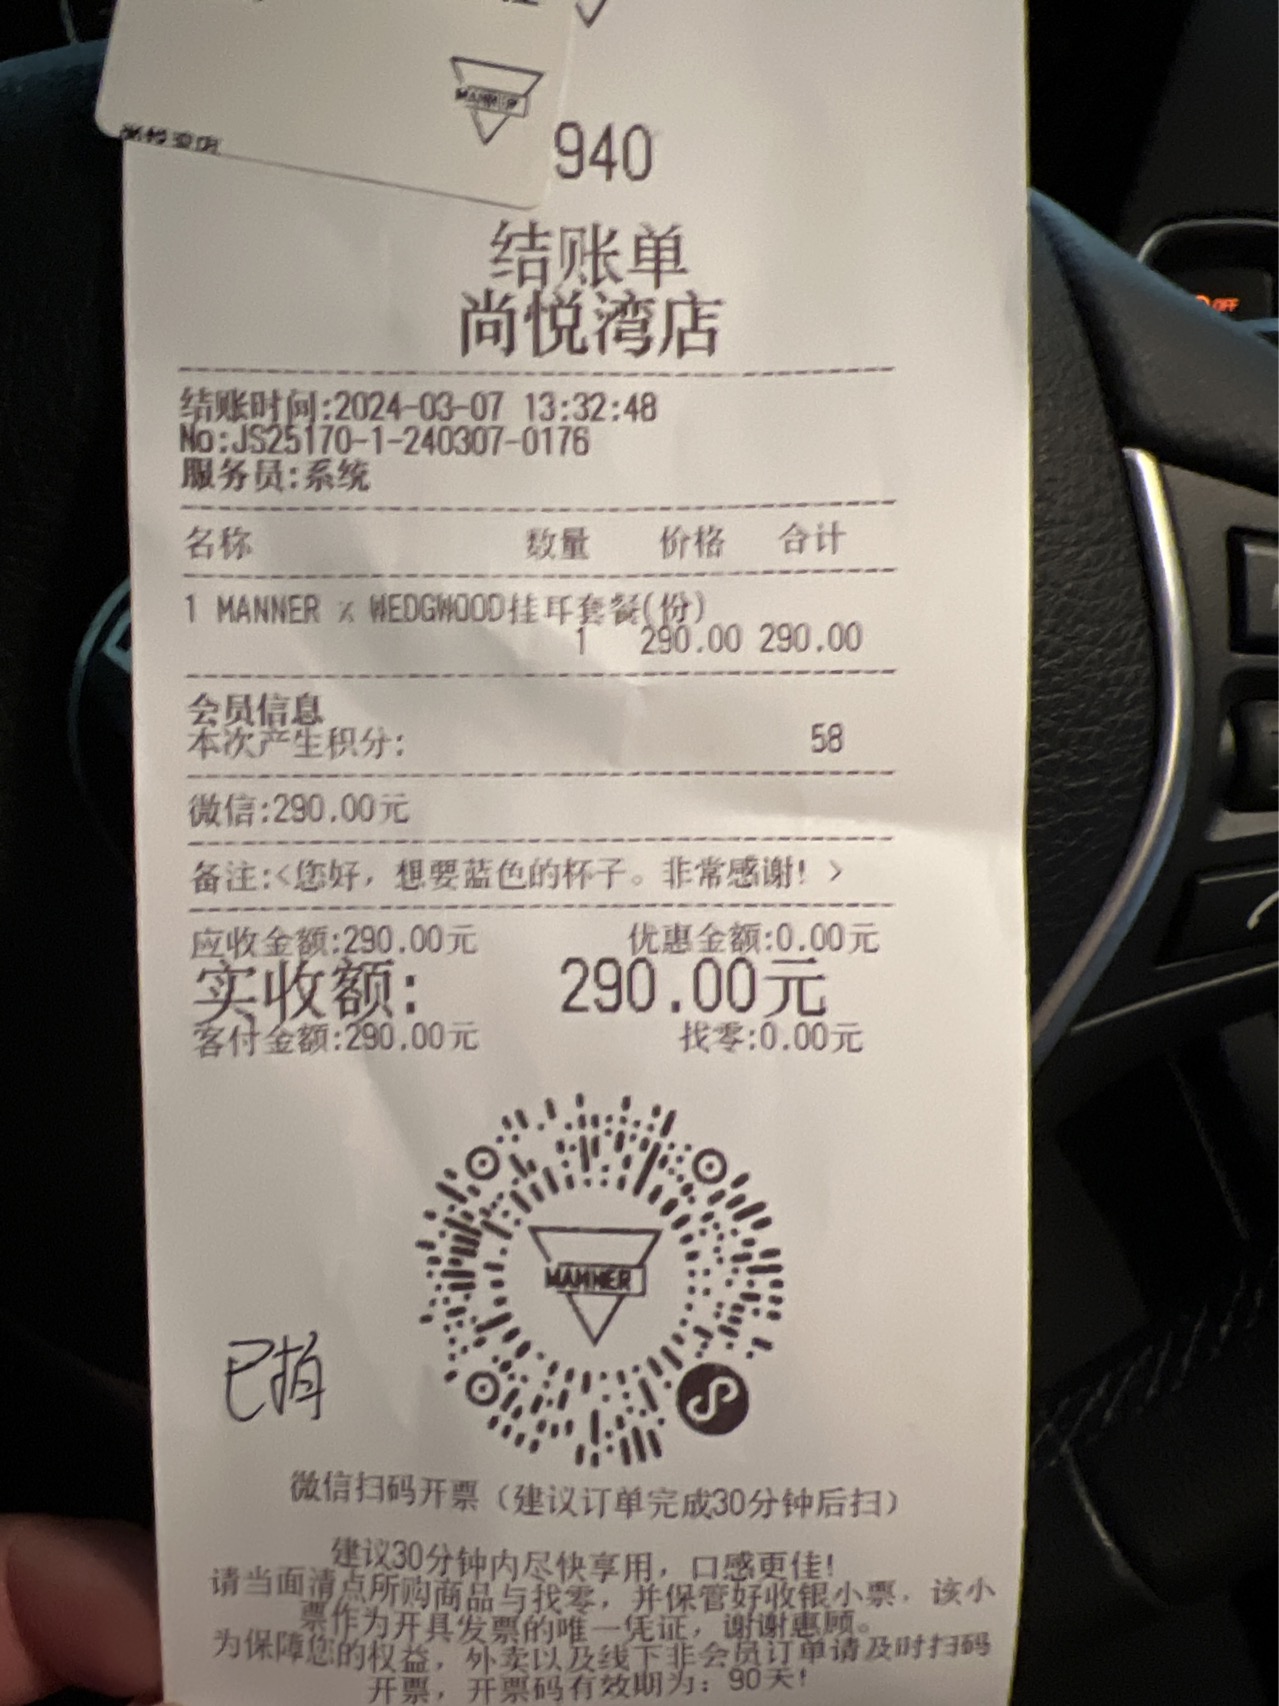 MANNER
尚悦湾店
940
结账单
尚悦湾店
结账时间:2024-03-07 13:32:48
No:JS25170-1-240307-0176
服务员:系统
名称 数量 价格 合计
1 MANNER x WEDGWOOD挂耳套餐(份)
1 290.00 290.00
会员信息
本次产生积分: 58
微信:290.00元
备注:<您好，想要蓝色的杯子。非常感谢! >
应收金额:290.00元 优惠金额:0.00元
实收额: 290.00元
客付金额:290.00元 找零:0.00元
MANNER
已拍
微信扫码开票（建议订单完成30分钟后扫）
建议30分钟内尽快享用，口感更佳!
请当面清点所购商品与找零，并保管好收银小票，该小
票作为开具发票的唯一凭证，谢谢惠顾。
为保障您的权益，外卖以及线下非会员订单请及时扫码
开票，开票码有效期为：90天!
OFF